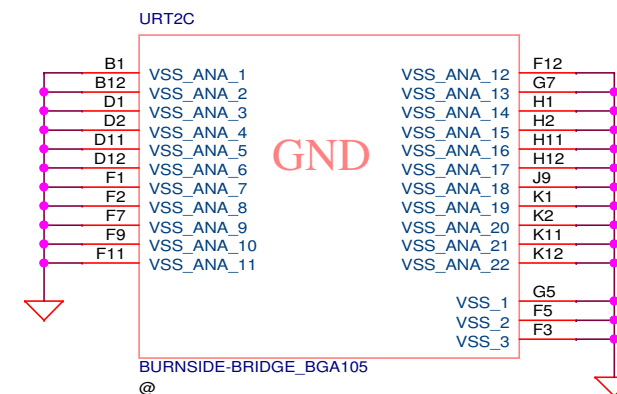 URT2C
B1 VSS_ANA_1 VSS_ANA_12 F12
B12 VSS_ANA_2 VSS_ANA_13 G7
D1 VSS_ANA_3 VSS_ANA_14 H1
D2 VSS_ANA_4 VSS_ANA_15 H2
D11 VSS_ANA_5 VSS_ANA_16 H11
D12 VSS_ANA_6 VSS_ANA_17 H12
GND
F1 VSS_ANA_7 VSS_ANA_18 J9
F2 VSS_ANA_8 VSS_ANA_19 K1
F7 VSS_ANA_9 VSS_ANA_20 K2
F9 VSS_ANA_10 VSS_ANA_21 K11
F11 VSS_ANA_11 VSS_ANA_22 K12
VSS_1 G5
VSS_2 F5
VSS_3 F3
BURNSIDE-BRIDGE_BGA105
@